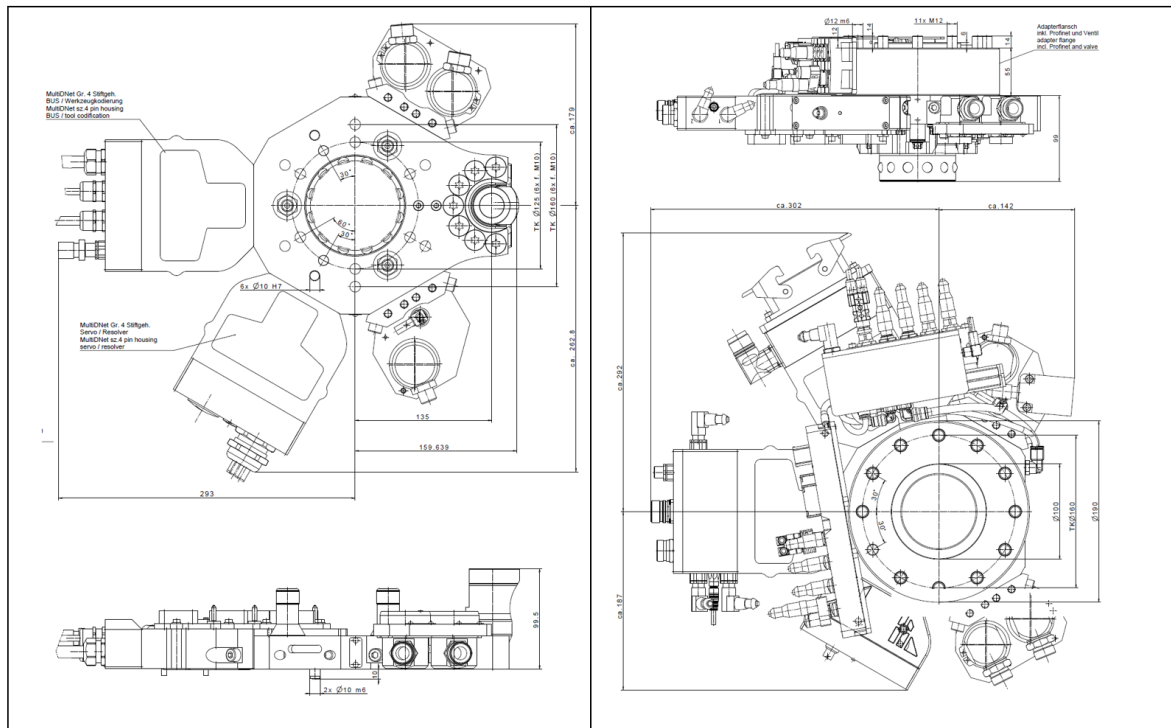 MultiDNet Gr. 4 Stiftgeh.
BUS / Werkzeugkodierung
MultiDNet sz.4 pin housing
BUS / tool codification
ca.179
TK Ø125 (6x f. M10)
TK Ø160 (6x f. M10)
30°
60°
30°
6x Ø10 H7
MultiDNet Gr. 4 Stiftgeh.
Servo / Resolver
MultiDNet sz.4 pin housing
servo / resolver
ca. 262,8
135
159,639
293
99,5
10
2x Ø10 m6
Ø12 m6
12
14
11x M12
6
14
Adapterflansch
inkl. Profinet und Ventil
adapter flange
incl. Profinet and valve
55
99
ca.302
ca.142
ca.292
30°
30°
Ø100
TKØ160
Ø190
ca.187